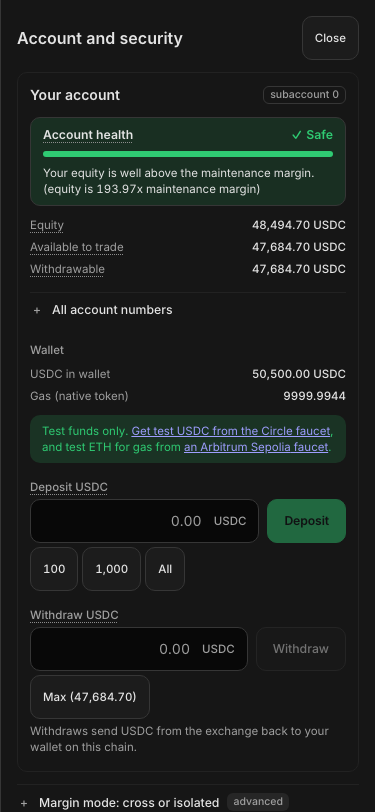 Account and security
Close
Your account
subaccount 0
Account health
✓ Safe
Your equity is well above the maintenance margin.
(equity is 193.97x maintenance margin)
Equity
48,494.70 USDC
Available to trade
47,684.70 USDC
Withdrawable
47,684.70 USDC
+ All account numbers
Wallet
USDC in wallet
50,500.00 USDC
Gas (native token)
9999.9944
Test funds only. Get test USDC from the Circle faucet,
and test ETH for gas from an Arbitrum Sepolia faucet.
Deposit USDC
0.00 USDC
Deposit
100
1,000
All
Withdraw USDC
0.00 USDC
Withdraw
Max (47,684.70)
Withdraws send USDC from the exchange back to your
wallet on this chain.
+ Margin mode: cross or isolated
advanced